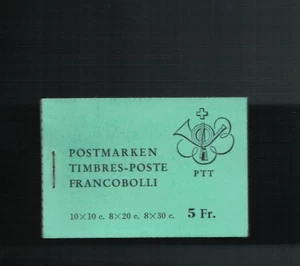 POSTMARKEN
TIMBRES-POSTE
FRANCOBOLLI
PTT
10×10 c. 8×20 c. 8×30 c. 5 Fr.